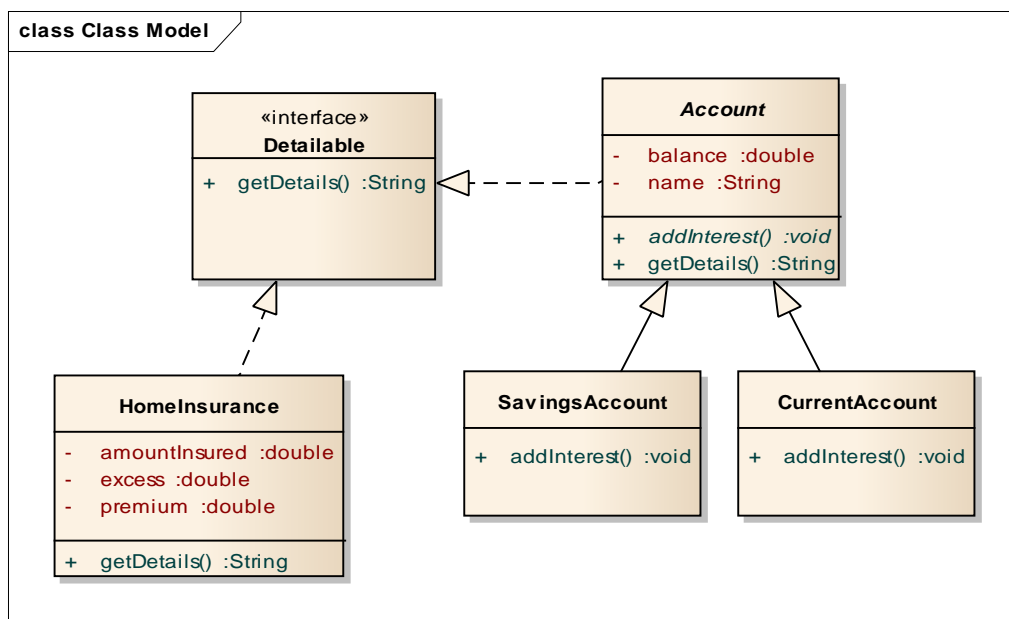 class Class Model
«interface»
Detailable
+ getDetails() :String
Account
- balance :double
- name :String
+ addInterest() :void
+ getDetails() :String
HomeInsurance
- amountInsured :double
- excess :double
- premium :double
+ getDetails() :String
SavingsAccount
+ addInterest() :void
CurrentAccount
+ addInterest() :void